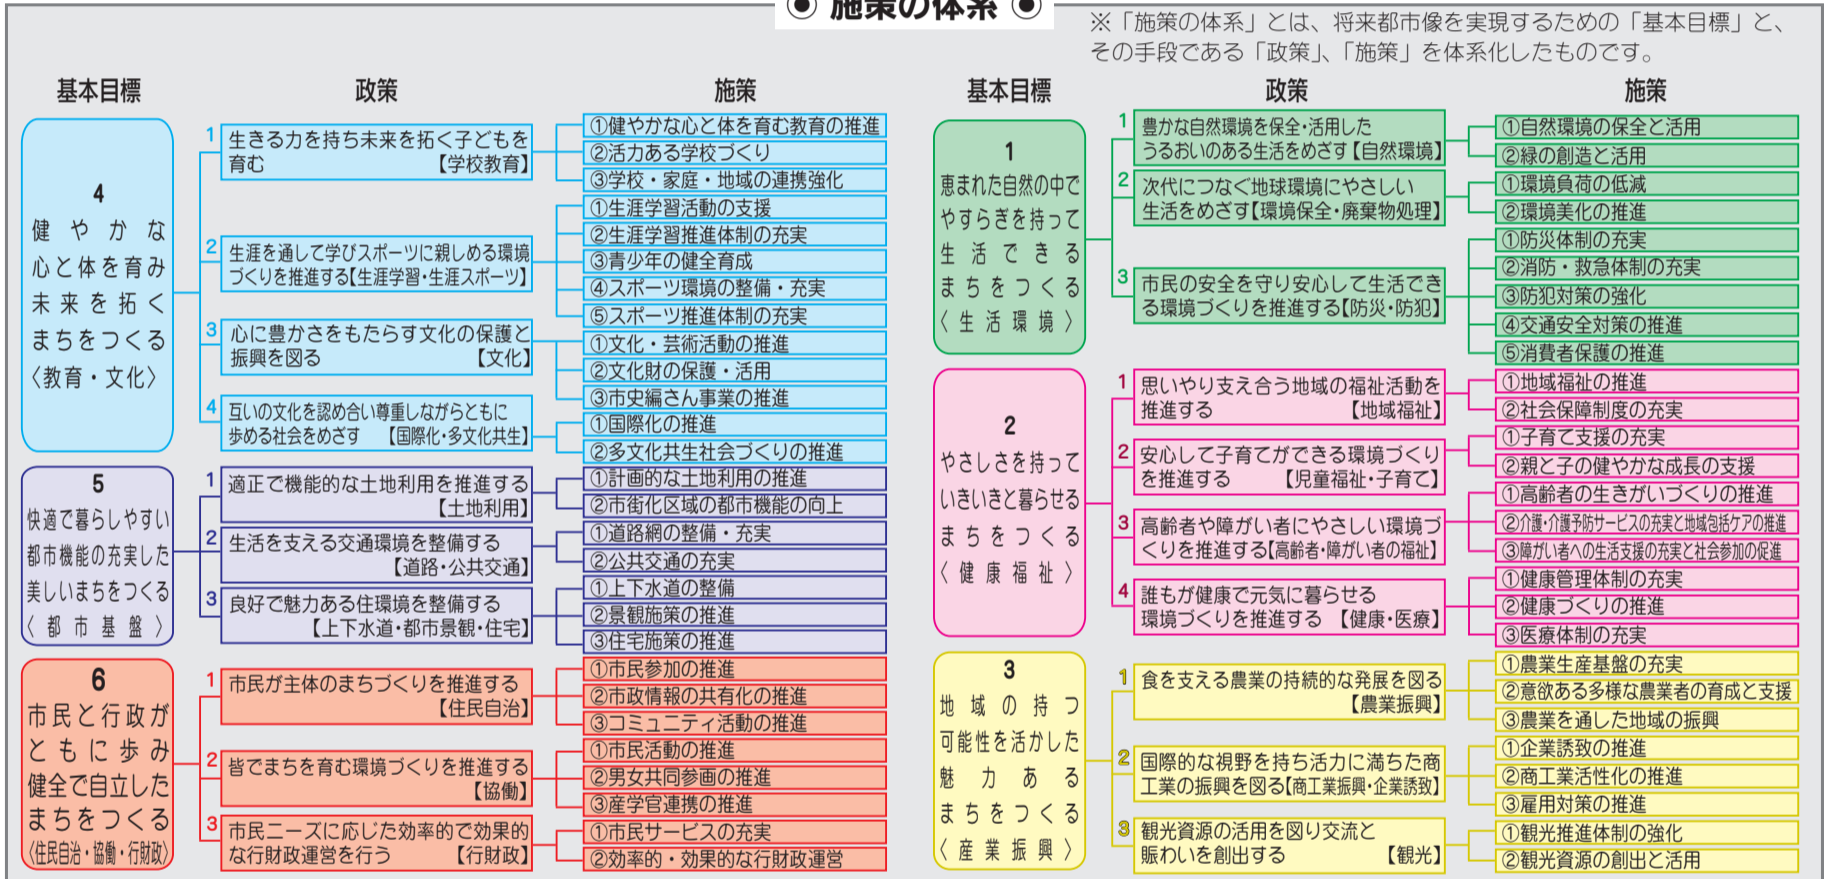 ● 施策の体系 ●
※「施策の体系」とは、将来都市像を実現するための「基本目標」と、
その手段である「政策」、「施策」を体系化したものです。
基本目標
政策
施策
4
健やかな
心と体を育み
未来を拓く
まちをつくる
〈教育・文化〉
1
生きる力を持ち未来を拓く子どもを
育む 【学校教育】
①健やかな心と体を育む教育の推進
②活力ある学校づくり
③学校・家庭・地域の連携強化
2
生涯を通して学びスポーツに親しめる環境
づくりを推進する【生涯学習・生涯スポーツ】
①生涯学習活動の支援
②生涯学習推進体制の充実
③青少年の健全育成
④スポーツ環境の整備・充実
⑤スポーツ推進体制の充実
3
心に豊かさをもたらす文化の保護と
振興を図る 【文化】
①文化・芸術活動の推進
②文化財の保護・活用
③市史編さん事業の推進
4
互いの文化を認め合い尊重しながらともに
歩める社会をめざす 【国際化・多文化共生】
①国際化の推進
②多文化共生社会づくりの推進
5
快適で暮らしやすい
都市機能の充実した
美しいまちをつくる
〈都市基盤〉
1
適正で機能的な土地利用を推進する
【土地利用】
①計画的な土地利用の推進
②市街化区域の都市機能の向上
2
生活を支える交通環境を整備する
【道路・公共交通】
①道路網の整備・充実
②公共交通の充実
3
良好で魅力ある住環境を整備する
【上下水道・都市景観・住宅】
①上下水道の整備
②景観施策の推進
③住宅施策の推進
6
市民と行政が
ともに歩み
健全で自立した
まちをつくる
〈住民自治・協働・行財政〉
1
市民が主体のまちづくりを推進する
【住民自治】
①市民参加の推進
②市政情報の共有化の推進
③コミュニティ活動の推進
2
皆でまちを育む環境づくりを推進する
【協働】
①市民活動の推進
②男女共同参画の推進
③産学官連携の推進
3
市民ニーズに応じた効率的で効果的
な行財政運営を行う 【行財政】
①市民サービスの充実
②効率的・効果的な行財政運営
基本目標
政策
施策
1
恵まれた自然の中で
やすらぎを持って
生活できる
まちをつくる
〈生活環境〉
1
豊かな自然環境を保全・活用した
うるおいのある生活をめざす【自然環境】
①自然環境の保全と活用
②緑の創造と活用
2
次代につなぐ地球環境にやさしい
生活をめざす【環境保全・廃棄物処理】
①環境負荷の低減
②環境美化の推進
3
市民の安全を守り安心して生活でき
る環境づくりを推進する【防災・防犯】
①防災体制の充実
②消防・救急体制の充実
③防犯対策の強化
④交通安全対策の推進
⑤消費者保護の推進
2
やさしさを持って
いきいきと暮らせる
まちをつくる
〈健康福祉〉
1
思いやり支え合う地域の福祉活動を
推進する 【地域福祉】
①地域福祉の推進
②社会保障制度の充実
2
安心して子育てができる環境づくり
を推進する 【児童福祉・子育て】
①子育て支援の充実
②親と子の健やかな成長の支援
3
高齢者や障がい者にやさしい環境づ
くりを推進する【高齢者・障がい者の福祉】
①高齢者の生きがいづくりの推進
②介護・介護予防サービスの充実と地域包括ケアの推進
③障がい者への生活支援の充実と社会参加の促進
4
誰もが健康で元気に暮らせる
環境づくりを推進する 【健康・医療】
①健康管理体制の充実
②健康づくりの推進
③医療体制の充実
3
地域の持つ
可能性を活かした
魅力ある
まちをつくる
〈産業振興〉
1
食を支える農業の持続的な発展を図る
【農業振興】
①農業生産基盤の充実
②意欲ある多様な農業者の育成と支援
③農業を通した地域の振興
2
国際的な視野を持ち活力に満ちた商
工業の振興を図る【商工業振興・企業誘致】
①企業誘致の推進
②商工業活性化の推進
③雇用対策の推進
3
観光資源の活用を図り交流と
賑わいを創出する 【観光】
①観光推進体制の強化
②観光資源の創出と活用